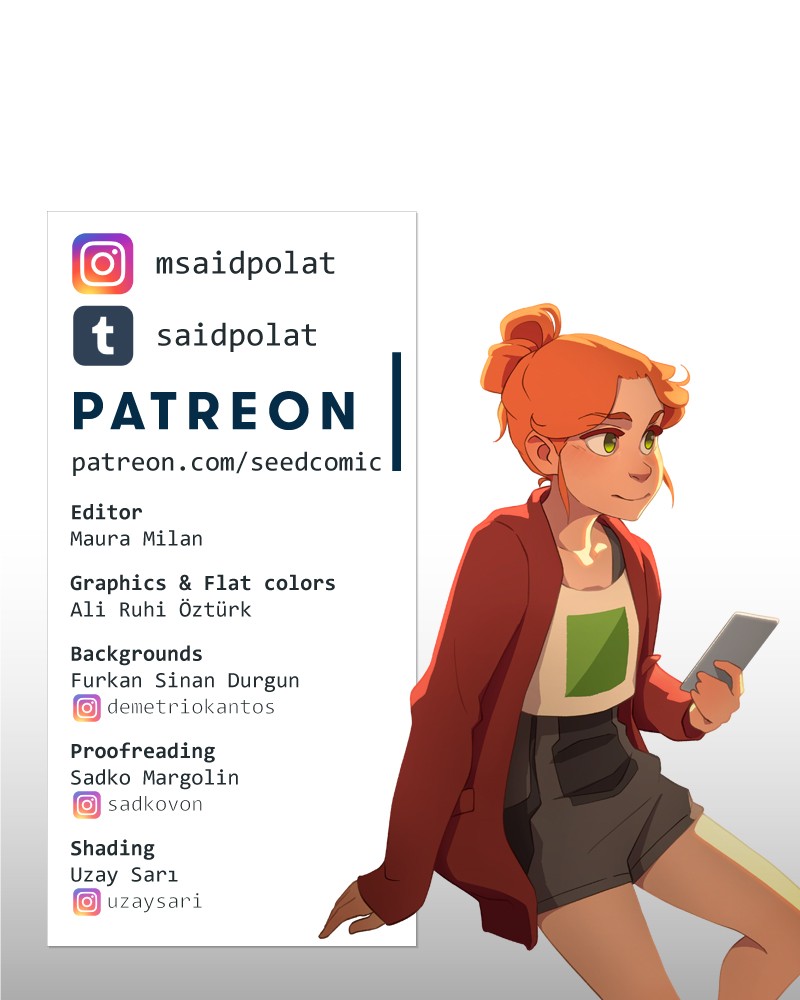 msaidpolat
saidpolat
PATREON
patreon.com/seedcomic
Editor
Maura Milan
Graphics & Flat colors
Ali Ruhi Öztürk
Backgrounds
Furkan Sinan Durgun
demetriokantos
Proofreading
Sadko Margolin
sadkovon
Shading
Uzay Sarı
uzaysari